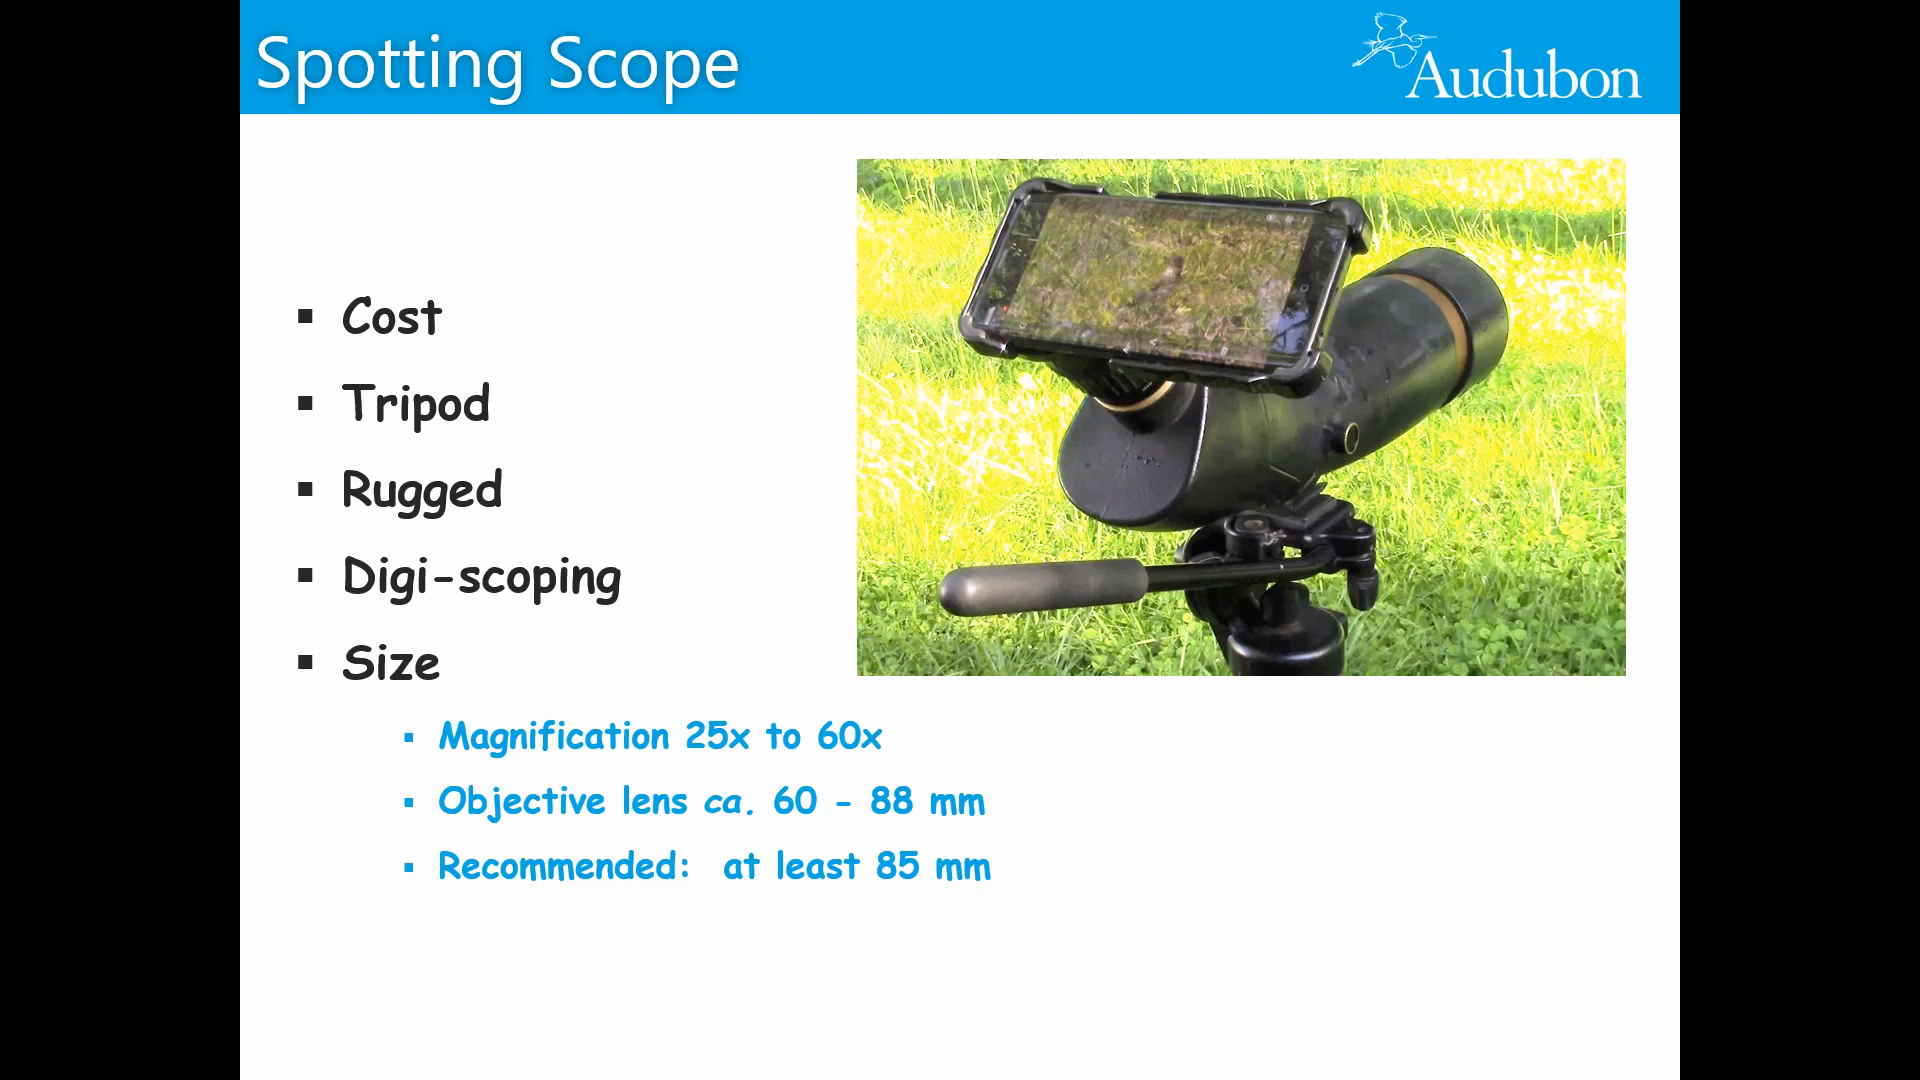 Spotting Scope
Audubon
▪ Cost
▪ Tripod
▪ Rugged
▪ Digi-scoping
▪ Size
▪ Magnification 25x to 60x
▪ Objective lens ca. 60 - 88 mm
▪ Recommended: at least 85 mm